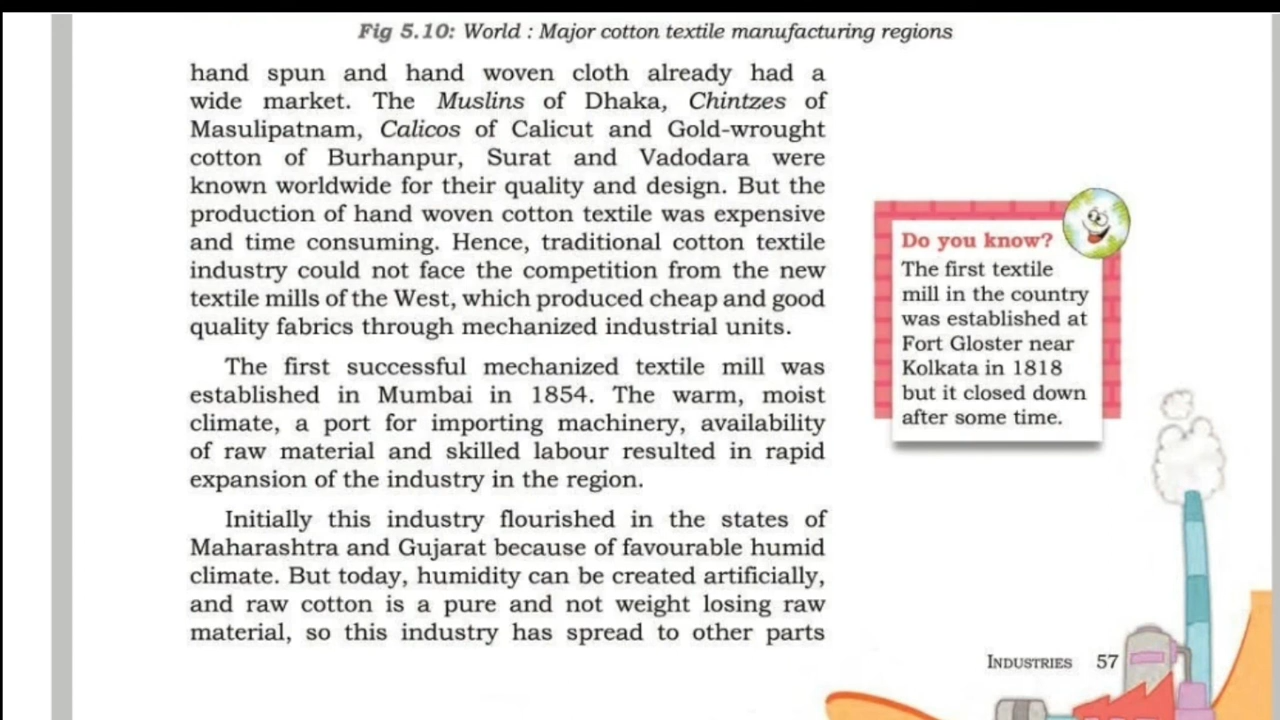 Fig 5.10: World : Major cotton textile manufacturing regions
hand spun and hand woven cloth already had a
wide market. The Muslins of Dhaka, Chintzes of
Masulipatnam, Calicos of Calicut and Gold-wrought
cotton of Burhanpur, Surat and Vadodara were
known worldwide for their quality and design. But the
production of hand woven cotton textile was expensive
and time consuming. Hence, traditional cotton textile
industry could not face the competition from the new
textile mills of the West, which produced cheap and good
quality fabrics through mechanized industrial units.
The first successful mechanized textile mill was
established in Mumbai in 1854. The warm, moist
climate, a port for importing machinery, availability
of raw material and skilled labour resulted in rapid
expansion of the industry in the region.
Initially this industry flourished in the states of
Maharashtra and Gujarat because of favourable humid
climate. But today, humidity can be created artificially,
and raw cotton is a pure and not weight losing raw
material, so this industry has spread to other parts
Do you know?
The first textile
mill in the country
was established at
Fort Gloster near
Kolkata in 1818
but it closed down
after some time.
INDUSTRIES 57